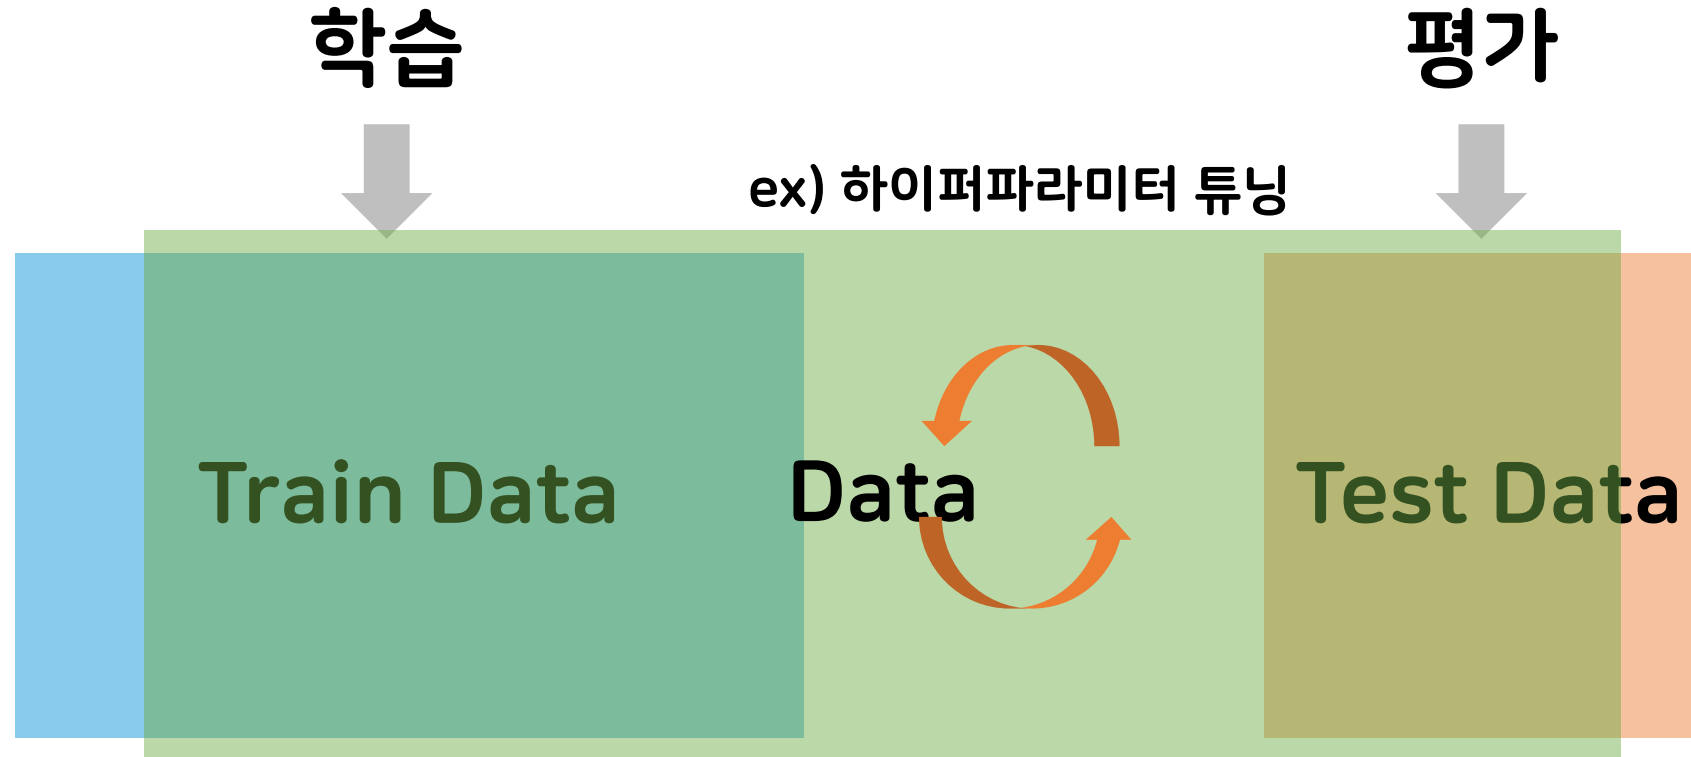 학습
평가
ex) 하이퍼파라미터 튜닝
Train Data
Data
Test Data